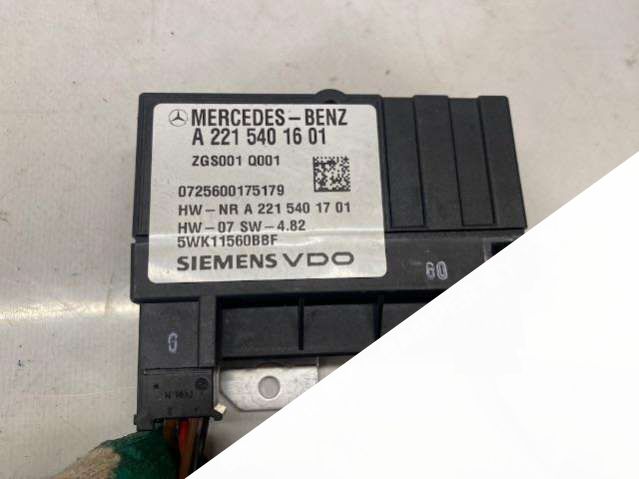 MERCEDES-BENZ
A 221 540 16 01
ZGS001 Q001
0725600175179
HW-NR A 221 540 17 01
HW-07 SW-4.82
5WK11560BBF
SIEMENS VDO
60